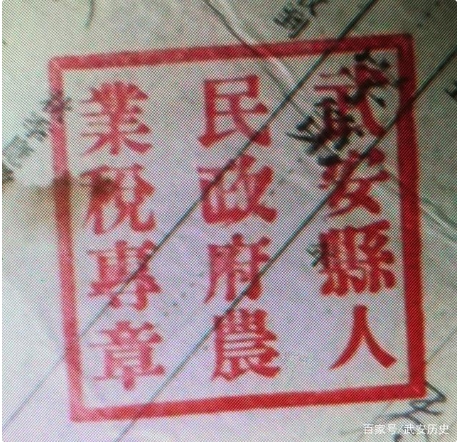 武安縣人
民政府農
業稅專章
百家号/武安历史